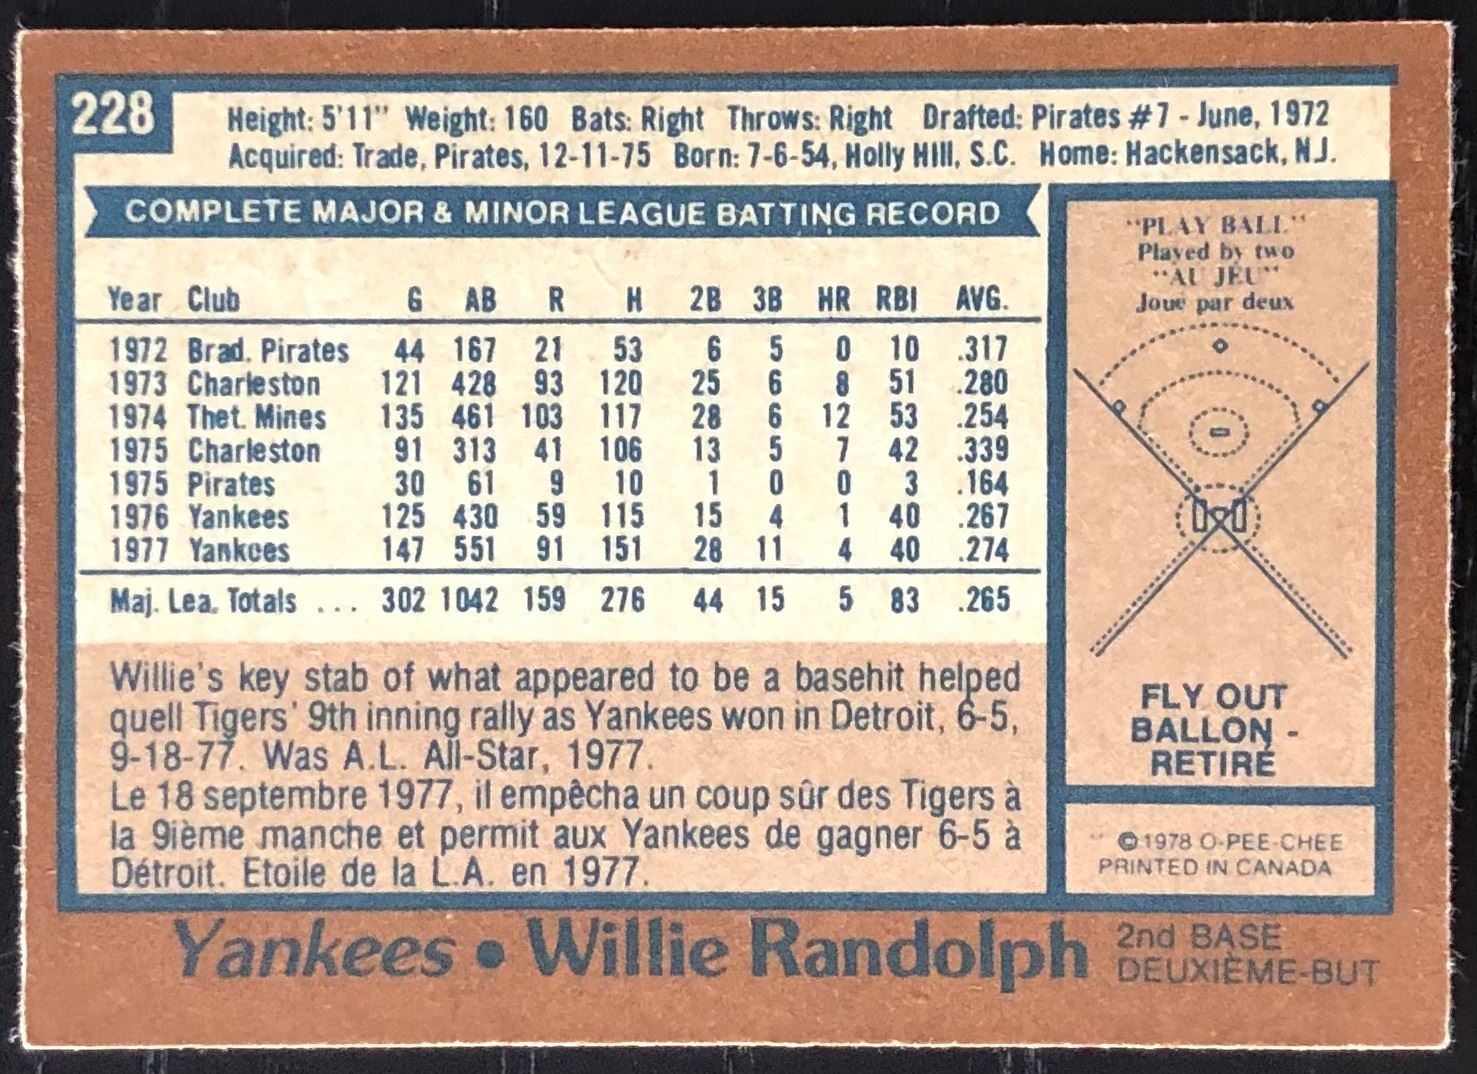 228
Height: 5'11" Weight: 160 Bats: Right Throws: Right Drafted: Pirates #7 - June, 1972
Acquired: Trade, Pirates, 12-11-75 Born: 7-6-54, Holly Hill, S.C. Home: Hackensack, N.J.
COMPLETE MAJOR & MINOR LEAGUE BATTING RECORD
Year Club G AB R H 2B 3B HR RBI AVG.
1972 Brad. Pirates 44 167 21 53 6 5 0 10 .317
1973 Charleston 121 428 93 120 25 6 8 51 .280
1974 Thet. Mines 135 461 103 117 28 6 12 53 .254
1975 Charleston 91 313 41 106 13 5 7 42 .339
1975 Pirates 30 61 9 10 1 0 0 3 .164
1976 Yankees 125 430 59 115 15 4 1 40 .267
1977 Yankees 147 551 91 151 28 11 4 40 .274
Maj. Lea. Totals ... 302 1042 159 276 44 15 5 83 .265
Willie's key stab of what appeared to be a basehit helped
quell Tigers' 9th inning rally as Yankees won in Detroit, 6-5,
9-18-77. Was A.L. All-Star, 1977.
Le 18 septembre 1977, il empêcha un coup sûr des Tigers à
la 9ième manche et permit aux Yankees de gagner 6-5 à
Détroit. Etoile de la L.A. en 1977.
"PLAY BALL"
Played by two
"AU JEU"
Joué par deux
FLY OUT
BALLON -
RETIRÉ
©1978 O-PEE-CHEE
PRINTED IN CANADA
Yankees • Willie Randolph
2nd BASE
DEUXIÈME-BUT